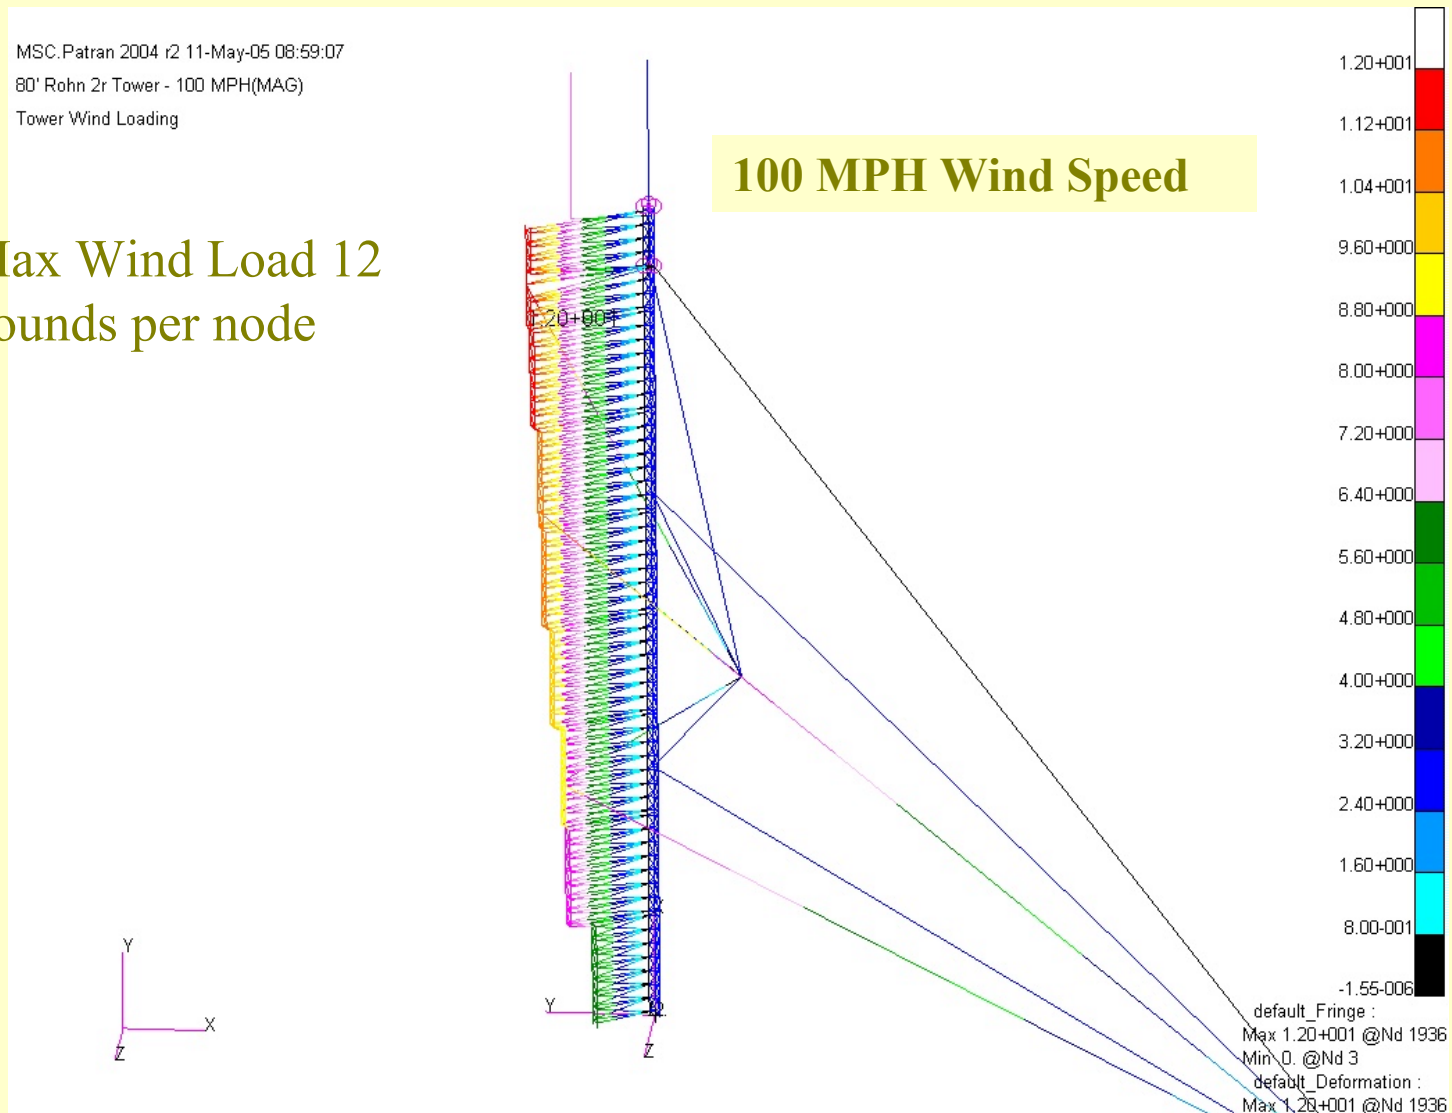 MSC.Patran 2004 r2 11-May-05 08:59:07
80' Rohn 2r Tower - 100 MPH(MAG)
Tower Wind Loading
100 MPH Wind Speed
ax Wind Load 12
ounds per node
1.20+001
1.20+001
1.12+001
1.04+001
9.60+000
8.80+000
8.00+000
7.20+000
6.40+000
5.60+000
4.80+000
4.00+000
3.20+000
2.40+000
1.60+000
8.00-001
-1.55-006
Y
X
Z
Y
Z
default_Fringe :
Max 1.20+001 @Nd 1936
Min 0. @Nd 3
default_Deformation :
Max 1.20+001 @Nd 1936